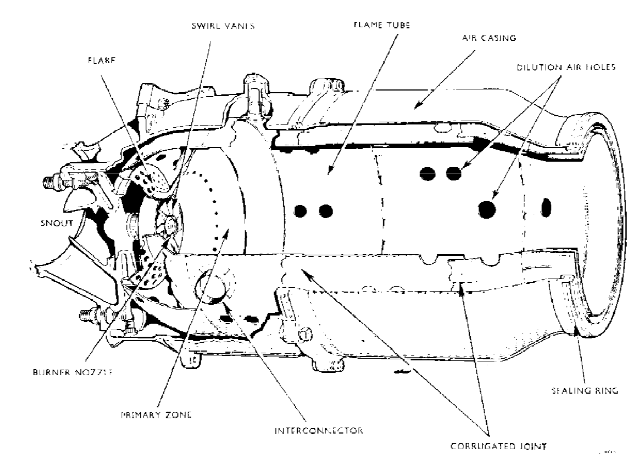 SWIRL VANES
FLAME TUBE
AIR CASING
FLARE
DILUTION AIR HOLES
SNOUT
BURNER NOZZLE
SEALING RING
PRIMARY ZONE
INTERCONNECTOR
CORRUGATED JOINT